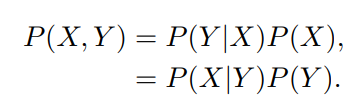 P(X, Y) = P(Y|X)P(X),
= P(X|Y)P(Y).